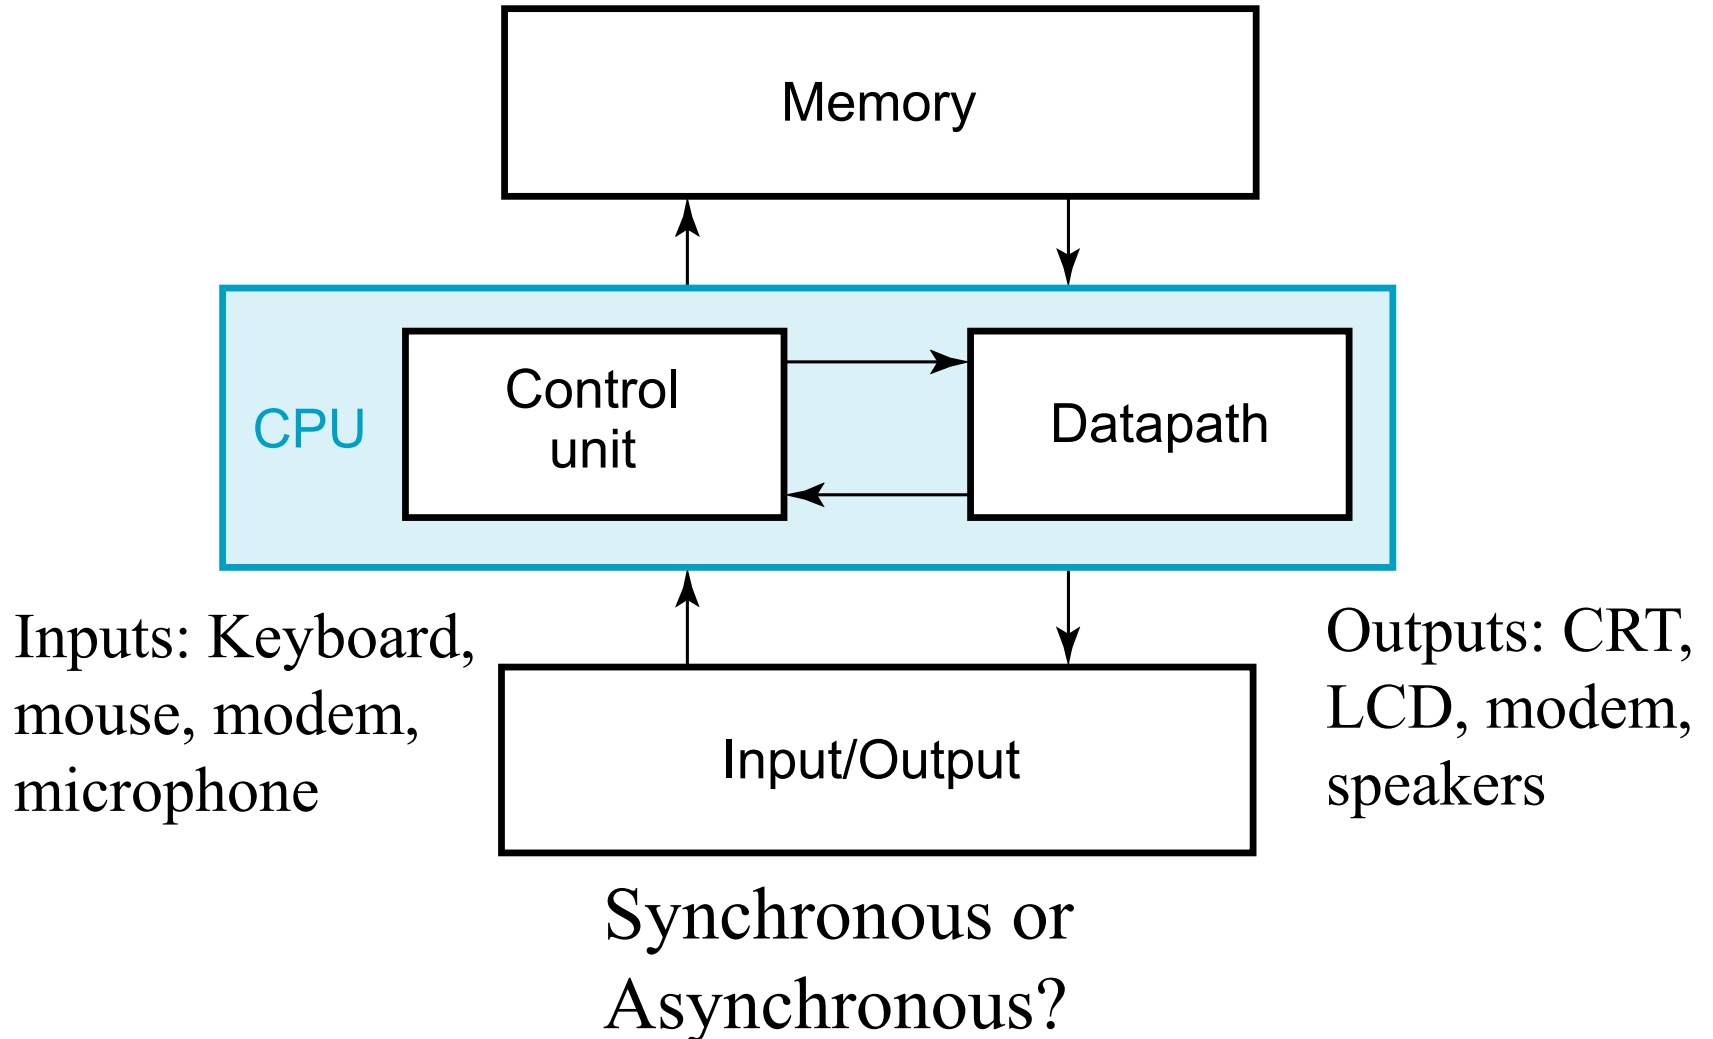 Memory
CPU
Control
unit
Datapath
Inputs: Keyboard,
mouse, modem,
microphone
Input/Output
Outputs: CRT,
LCD, modem,
speakers
Synchronous or
Asynchronous?